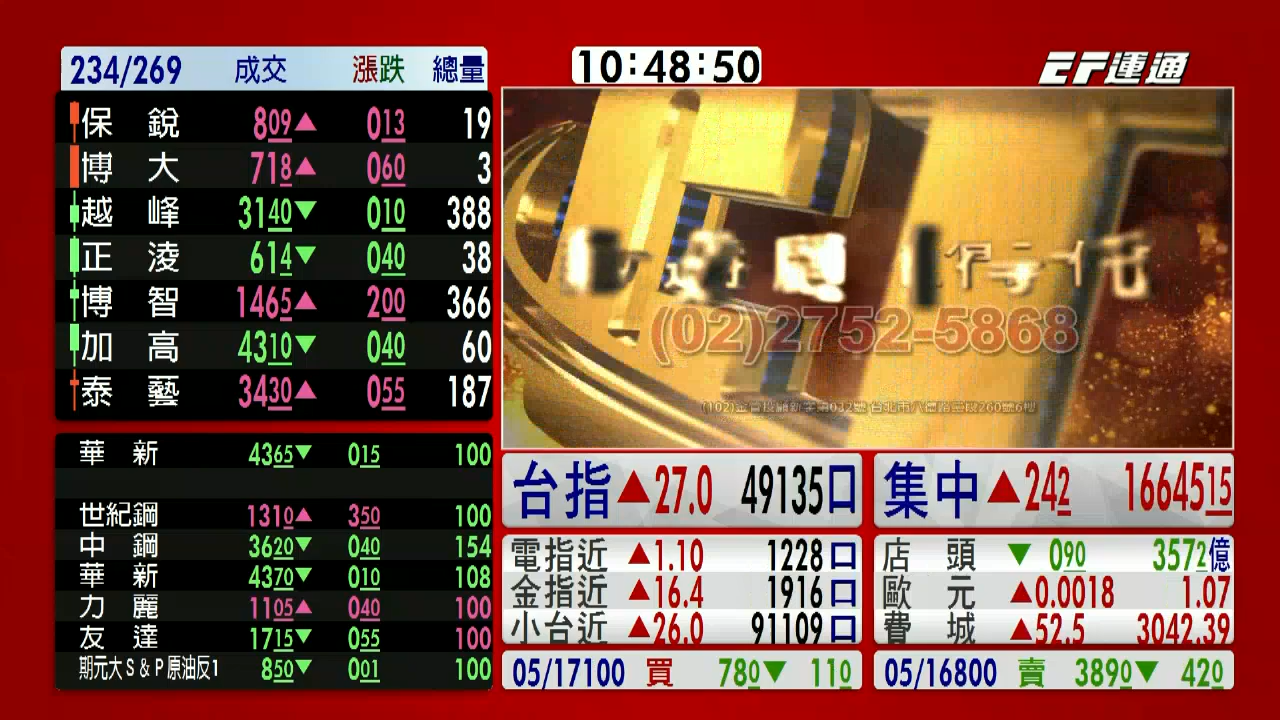 234/269 成交 漲跌 總量
10:48:50
EF運通
保銳 809▲ 013 19
博大 718▲ 060 3
越峰 3140▼ 010 388
正淩 614▼ 040 38
博智 1465▲ 200 366
加高 4310▼ 040 60
泰藝 3430▲ 055 187
華新 4365▼ 015 100
世紀鋼 1310▲ 350 100
中鋼 3620▼ 040 154
華新 4370▼ 010 108
力麗 1105▲ 040 100
友達 1715▼ 055 100
期元大S&P原油反1 850▼ 001 100
(02)2752-5868
台指▲27.0 49135口
集中▲242 1664515
電指近▲1.10 1228口
金指近▲16.4 1916口
小台近▲26.0 91109口
店頭▼090 3572億
歐元▲0.0018 1.07
費城▲52.5 3042.39
05/17100 買 780▼ 110
05/16800 賣 3890▼ 420